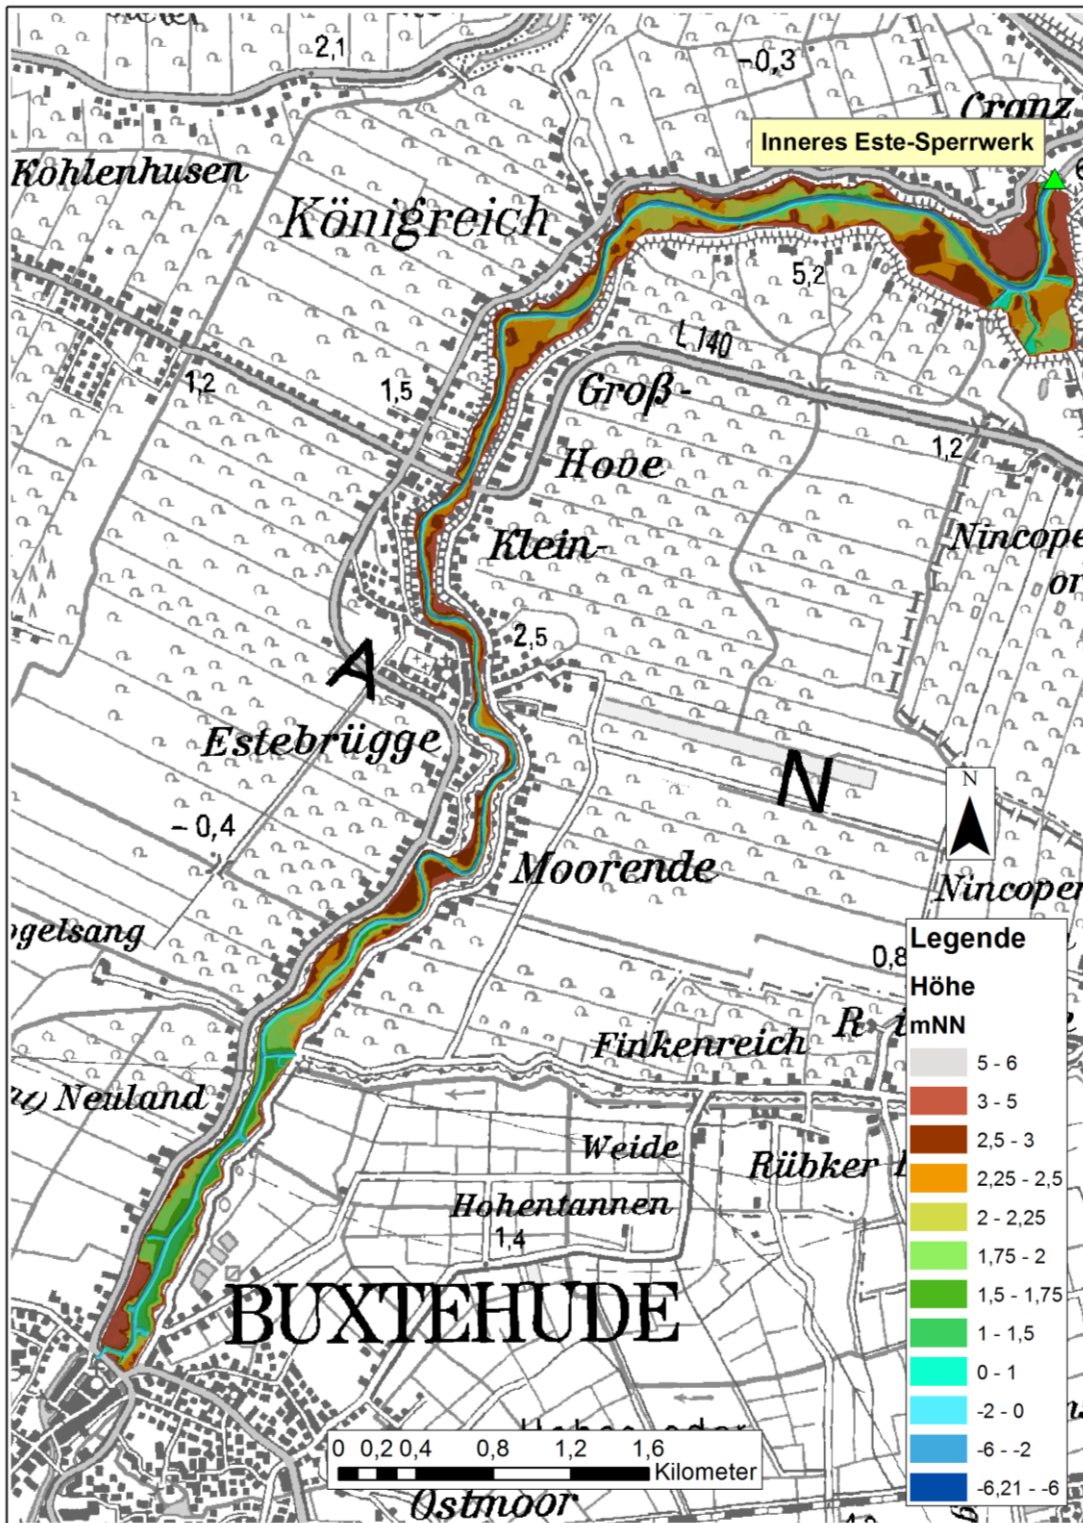 2,1
-0,3
Cranz
Inneres Este-Sperrwerk
6
Kohlenhusen
Königreich
5,2
L 140
1,2
1,5
Groß-
Hove
1,2
Klein-
Nincope
or
2,5
A
Estebrügge
N
N
-0,4
Moorende
Nincoper
ogelsang
0,8
Finkenreich
R
Neuland
Weide
Rübker
Hohentannen
1,4
BUXTEHUDE
Ostmoor
Legende
Höhe
mNN
5 - 6
3 - 5
2,5 - 3
2,25 - 2,5
2 - 2,25
1,75 - 2
1,5 - 1,75
1 - 1,5
0 - 1
-2 - 0
-6 - -2
-6,21 - -6
0 0,2 0,4 0,8 1,2 1,6
Kilometer